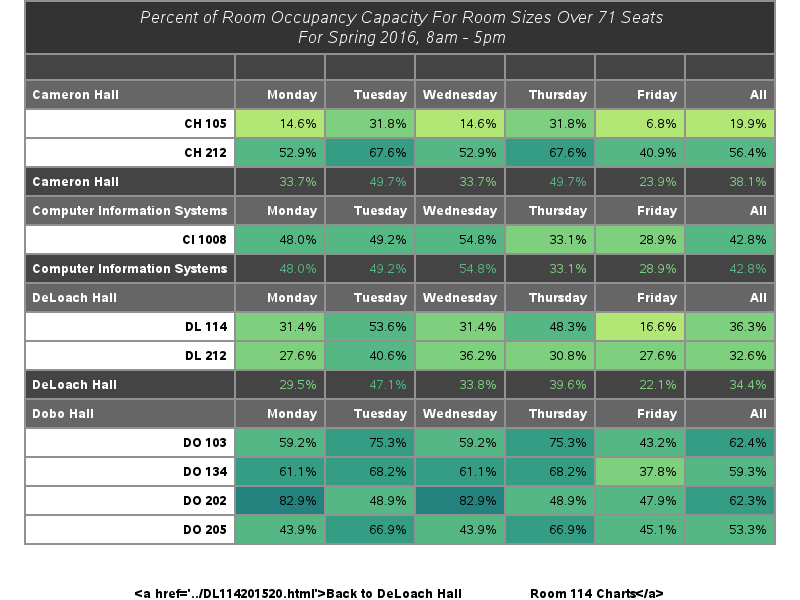 Percent of Room Occupancy Capacity For Room Sizes Over 71 Seats
For Spring 2016, 8am - 5pm
Cameron Hall Monday Tuesday Wednesday Thursday Friday All
CH 105 14.6% 31.8% 14.6% 31.8% 6.8% 19.9%
CH 212 52.9% 67.6% 52.9% 67.6% 40.9% 56.4%
Cameron Hall 33.7% 49.7% 33.7% 49.7% 23.9% 38.1%
Computer Information Systems Monday Tuesday Wednesday Thursday Friday All
CI 1008 48.0% 49.2% 54.8% 33.1% 28.9% 42.8%
Computer Information Systems 48.0% 49.2% 54.8% 33.1% 28.9% 42.8%
DeLoach Hall Monday Tuesday Wednesday Thursday Friday All
DL 114 31.4% 53.6% 31.4% 48.3% 16.6% 36.3%
DL 212 27.6% 40.6% 36.2% 30.8% 27.6% 32.6%
DeLoach Hall 29.5% 47.1% 33.8% 39.6% 22.1% 34.4%
Dobo Hall Monday Tuesday Wednesday Thursday Friday All
DO 103 59.2% 75.3% 59.2% 75.3% 43.2% 62.4%
DO 134 61.1% 68.2% 61.1% 68.2% 37.8% 59.3%
DO 202 82.9% 48.9% 82.9% 48.9% 47.9% 62.3%
DO 205 43.9% 66.9% 43.9% 66.9% 45.1% 53.3%
<a href='../DL114201520.html'>Back to DeLoach Hall Room 114 Charts</a>